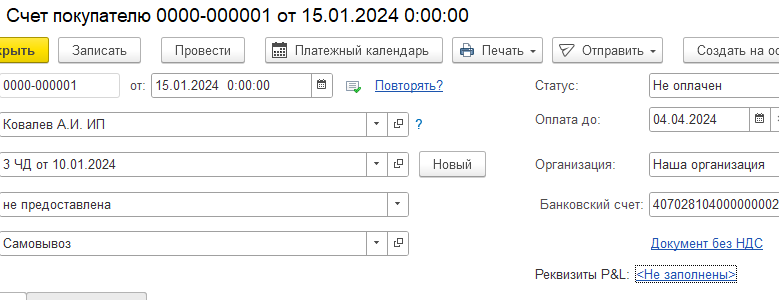 Счет покупателю 0000-000001 от 15.01.2024 0:00:00
Записать Провести Платежный календарь Печать Отправить Создать на
0000-000001 от: 15.01.2024 0:00:00 Повторять? Статус: Не оплачен
Ковалев А.И. ИП ? Оплата до: 04.04.2024
3 ЧД от 10.01.2024 Новый Организация: Наша организация
не предоставлена Банковский счет: 407028104000000002
Самовывоз
Документ без НДС
Реквизиты P&L: <Не заполнены>